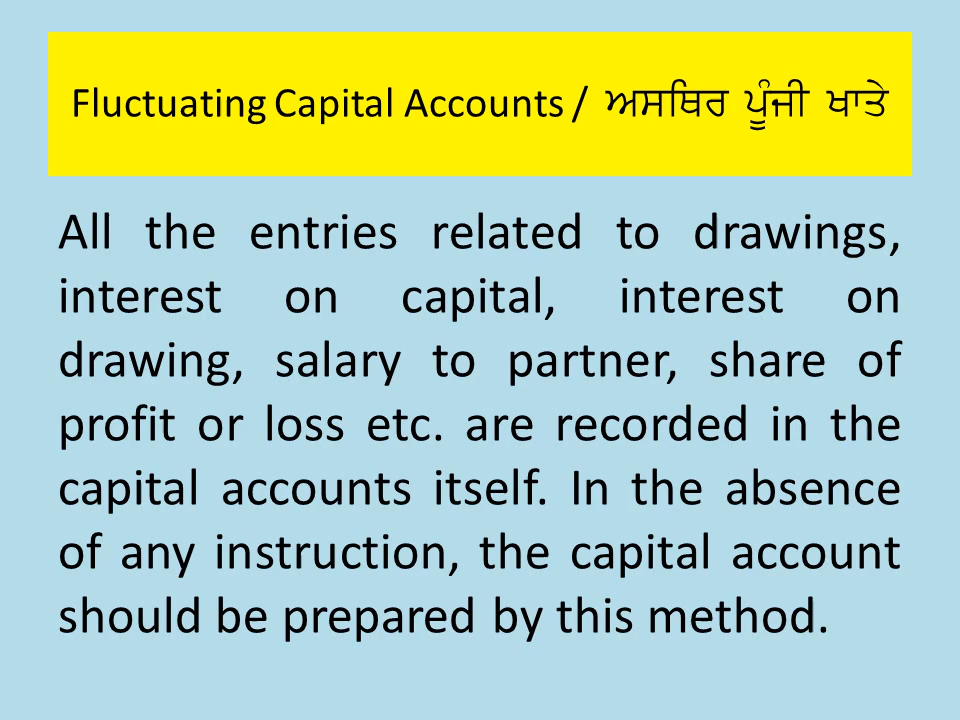 Fluctuating Capital Accounts / ਅਸਥਿਰ ਪੂੰਜੀ ਖਾਤੇ
All the entries related to drawings,
interest on capital, interest on
drawing, salary to partner, share of
profit or loss etc. are recorded in the
capital accounts itself. In the absence
of any instruction, the capital account
should be prepared by this method.